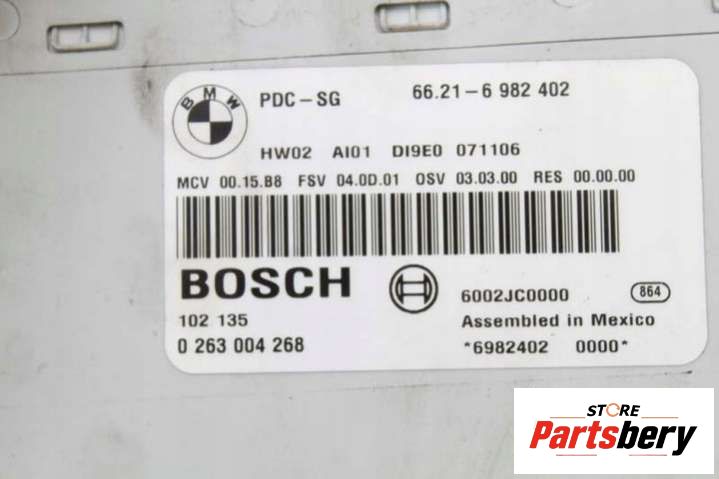 BMW
PDC-SG 66.21-6 982 402
HW02 AI01 DI9E0 071106
MCV 00.15.B8 FSV 04.0D.01 OSV 03.03.00 RES 00.00.00
BOSCH
6002JC0000 864
102 135 Assembled in Mexico
0 263 004 268 *6982402 0000*
STORE
Partsbery